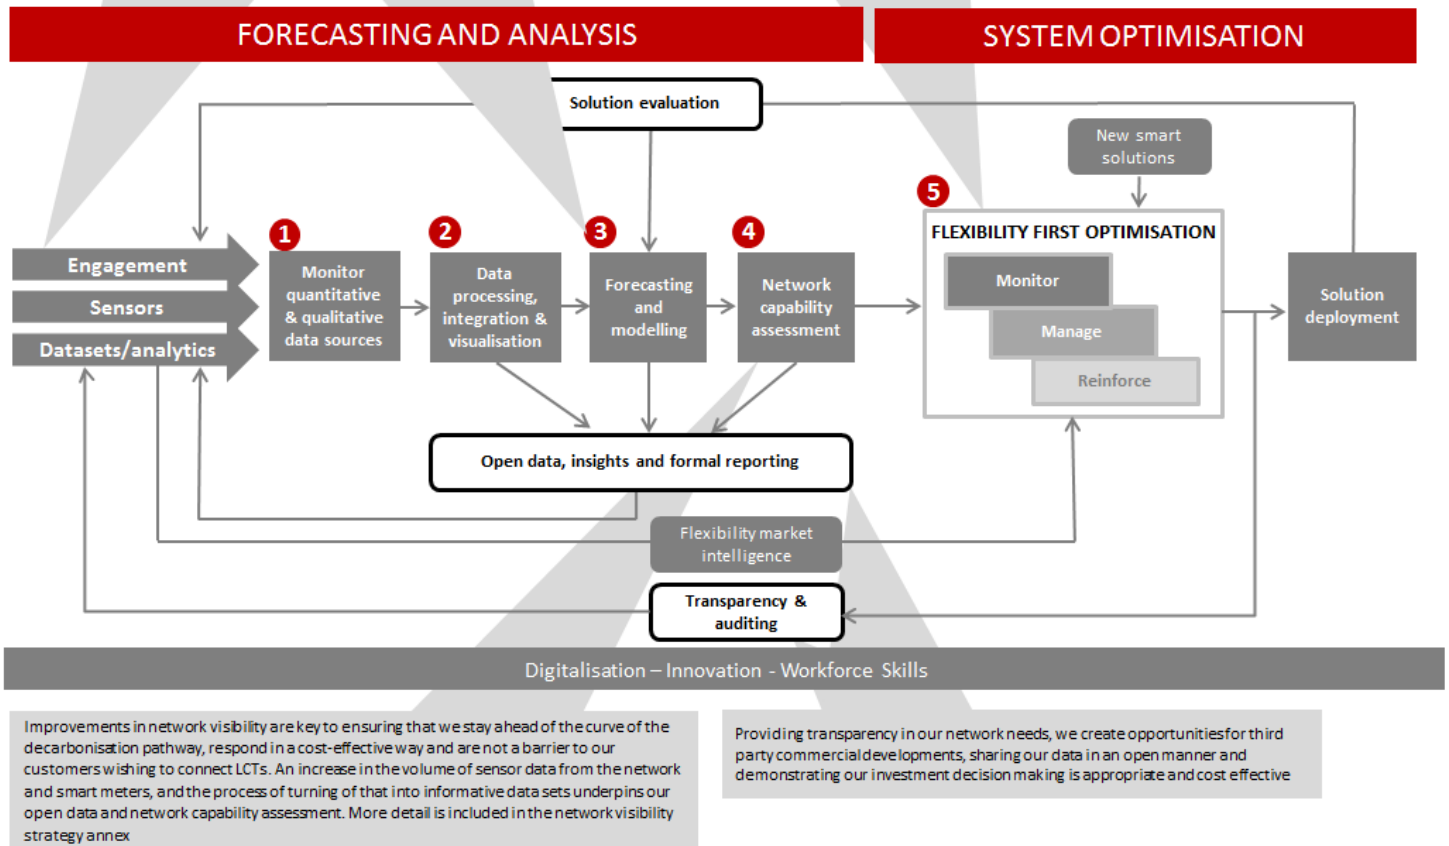 FORECASTING AND ANALYSIS
SYSTEM OPTIMISATION
Solution evaluation
New smart
solutions
1
2
3
4
5
Engagement
Sensors
Datasets/analytics
Monitor
quantitative
& qualitative
data sources
Data
processing,
integration &
visualisation
Forecasting
and
modelling
Network
capability
assessment
FLEXIBILITY FIRST OPTIMISATION
Monitor
Manage
Reinforce
Solution
deployment
Open data, insights and formal reporting
Flexibility market
intelligence
Transparency &
auditing
Digitalisation – Innovation - Workforce Skills
Improvements in network visibility are key to ensuring that we stay ahead of the curve of the
decarbonisation pathway, respond in a cost-effective way and are not a barrier to our
customers wishing to connect LCTs. An increase in the volume of sensor data from the network
and smart meters, and the process of turning of that into informative data sets underpins our
open data and network capability assessment. More detail is included in the network visibility
strategy annex
Providing transparency in our network needs, we create opportunities for third
party commercial developments, sharing our data in an open manner and
demonstrating our investment decision making is appropriate and cost effective